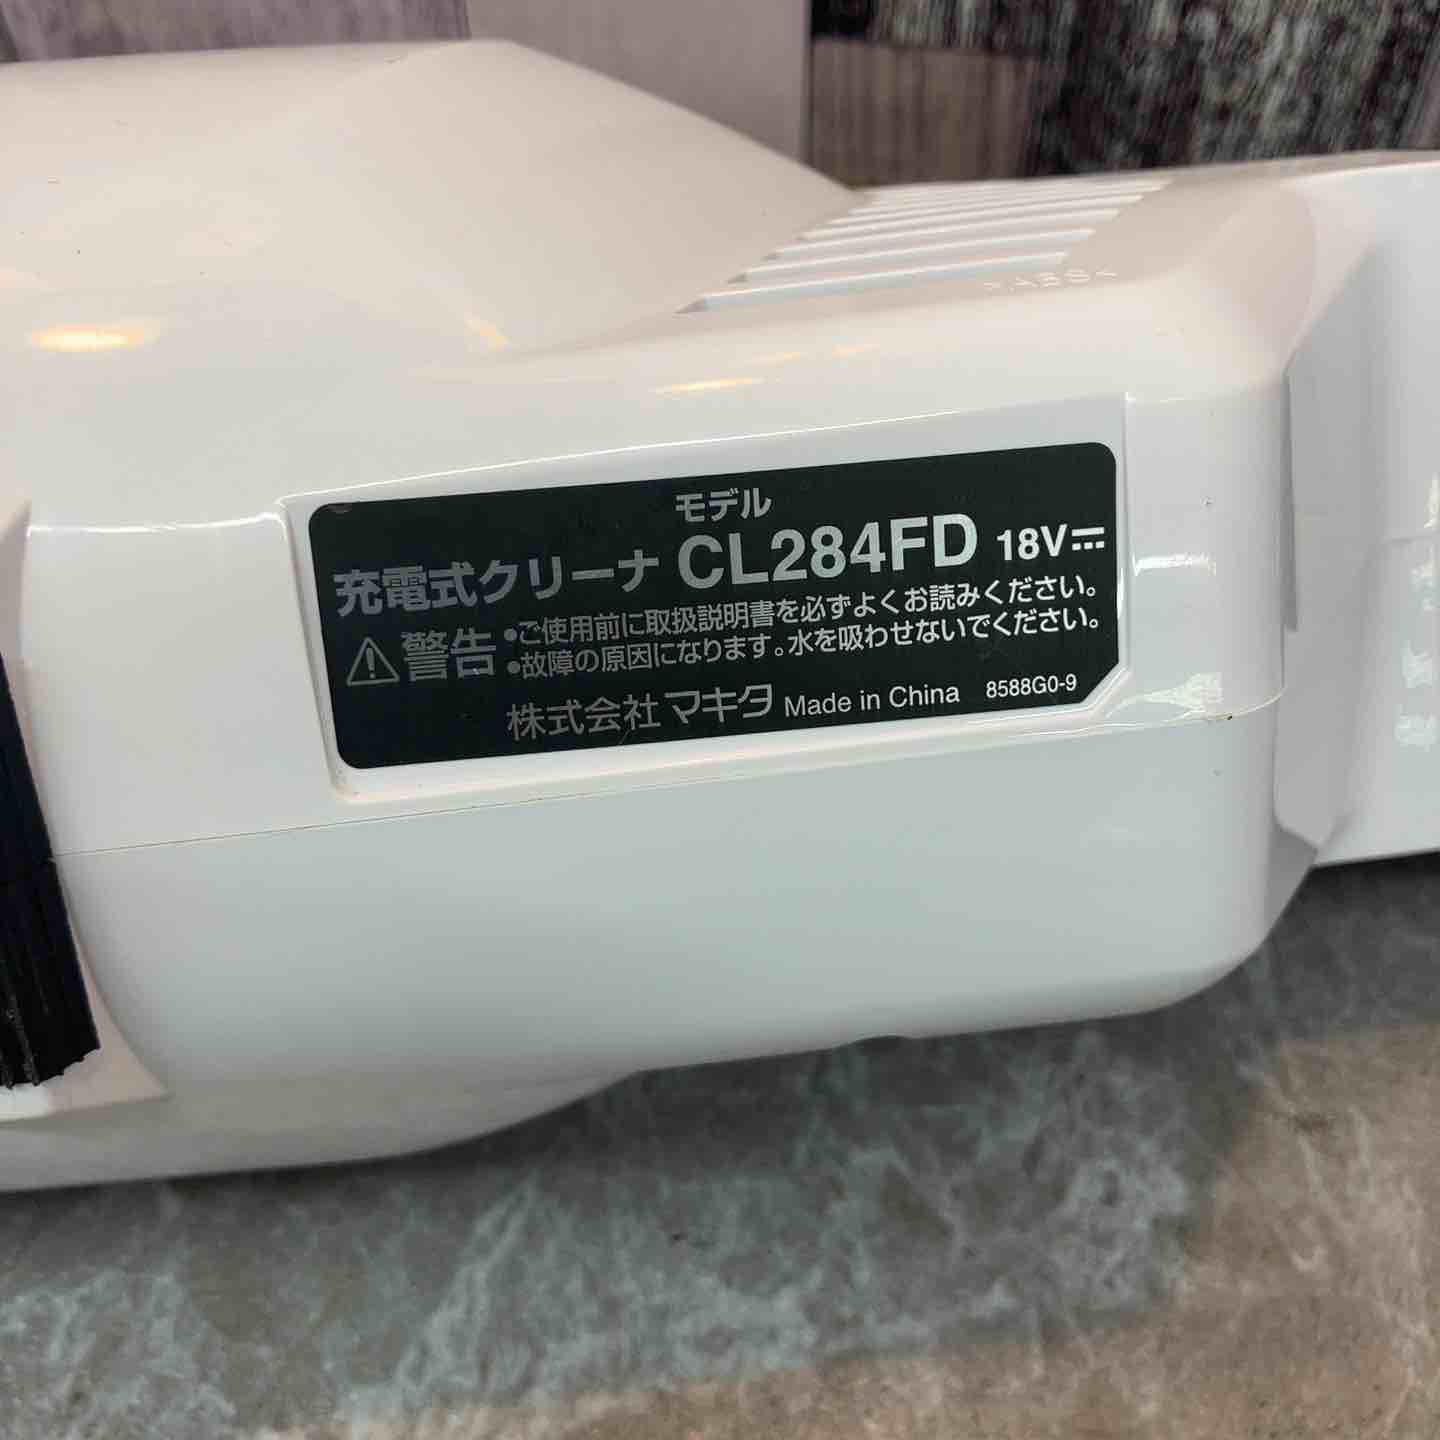 モデル
充電式クリーナ CL284FD 18V⎓
⚠警告 •ご使用前に取扱説明書を必ずよくお読みください。
•故障の原因になります。水を吸わせないでください。
株式会社マキタ Made in China 8588G0-9